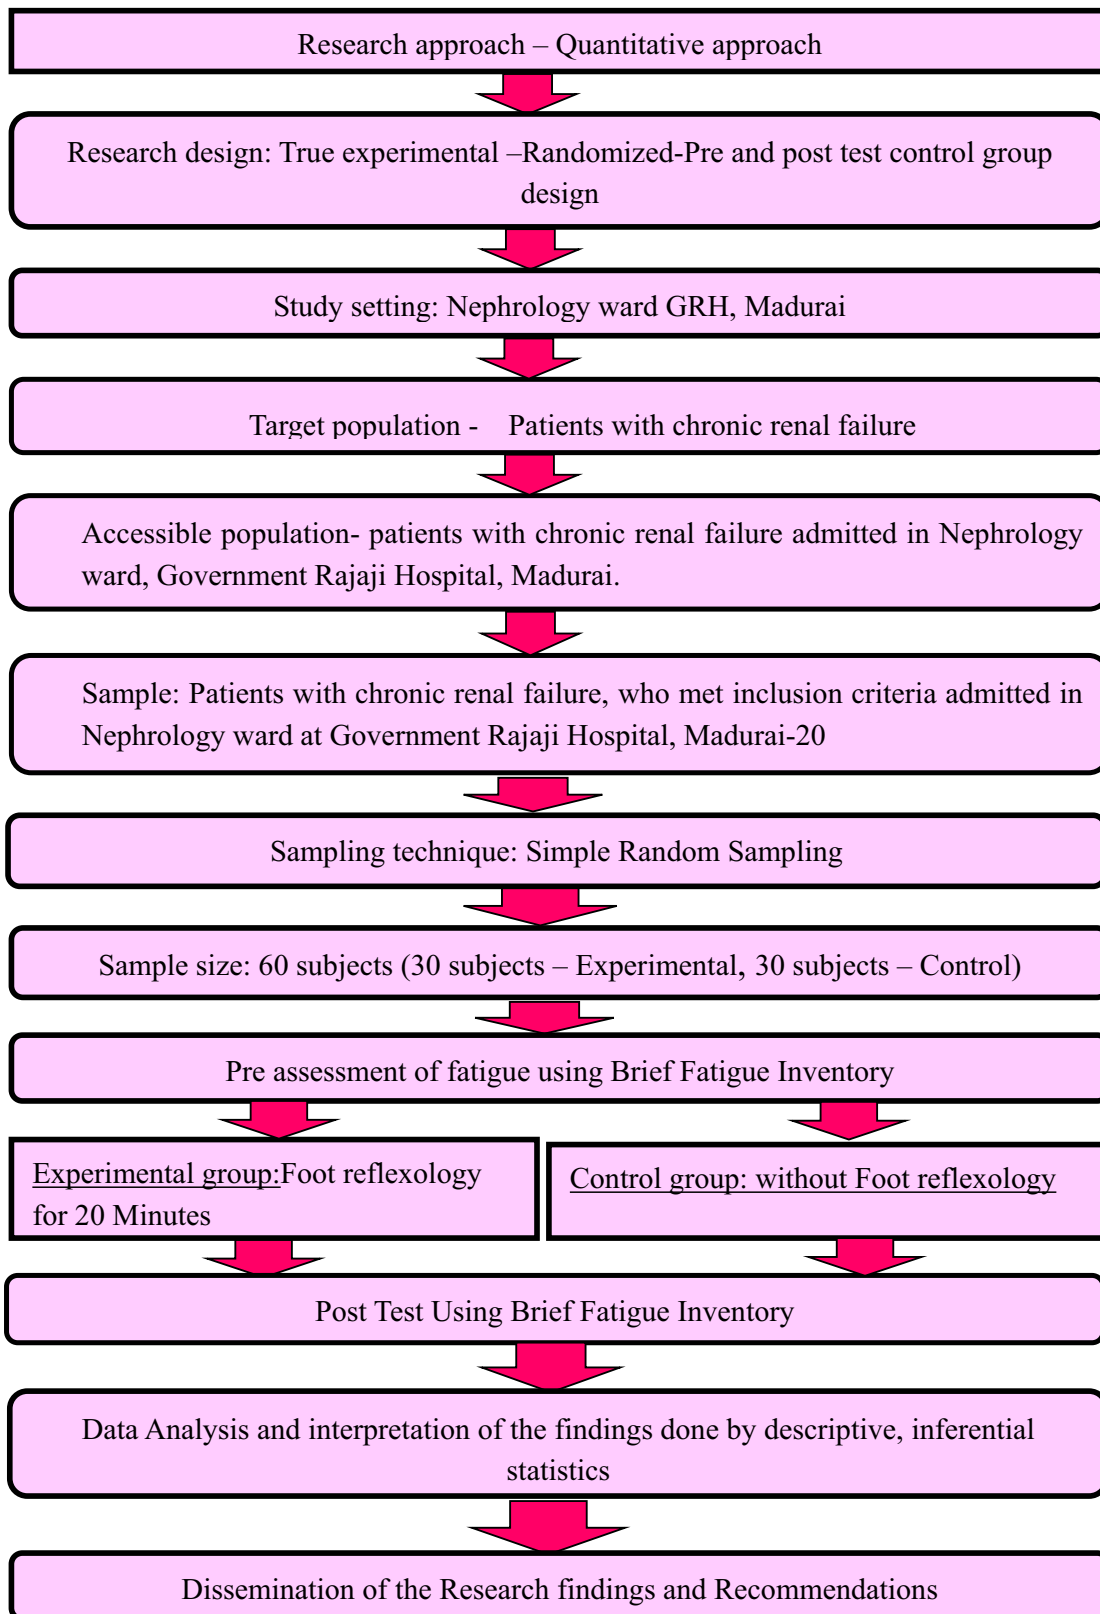 Research approach – Quantitative approach
Research design: True experimental –Randomized-Pre and post test control group
design
Study setting: Nephrology ward GRH, Madurai
Target population - Patients with chronic renal failure
Accessible population- patients with chronic renal failure admitted in Nephrology
ward, Government Rajaji Hospital, Madurai.
Sample: Patients with chronic renal failure, who met inclusion criteria admitted in
Nephrology ward at Government Rajaji Hospital, Madurai-20
Sampling technique: Simple Random Sampling
Sample size: 60 subjects (30 subjects – Experimental, 30 subjects – Control)
Pre assessment of fatigue using Brief Fatigue Inventory
Experimental group:Foot reflexology
for 20 Minutes
Control group: without Foot reflexology
Post Test Using Brief Fatigue Inventory
Data Analysis and interpretation of the findings done by descriptive, inferential
statistics
Dissemination of the Research findings and Recommendations